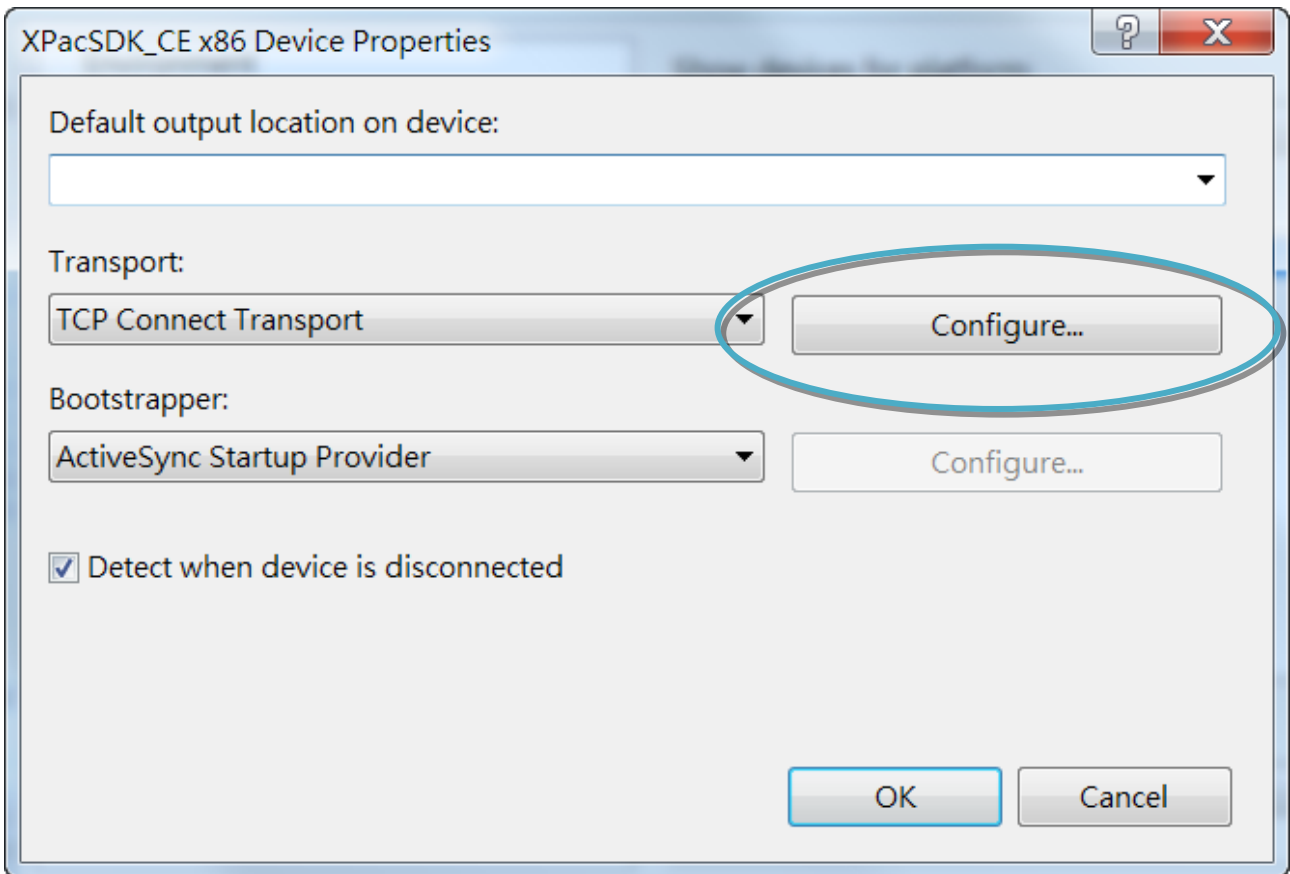 XPacSDK_CE x86 Device Properties
Default output location on device:
Transport:
TCP Connect Transport
Configure...
Bootstrapper:
ActiveSync Startup Provider
Configure...
Detect when device is disconnected
OK
Cancel